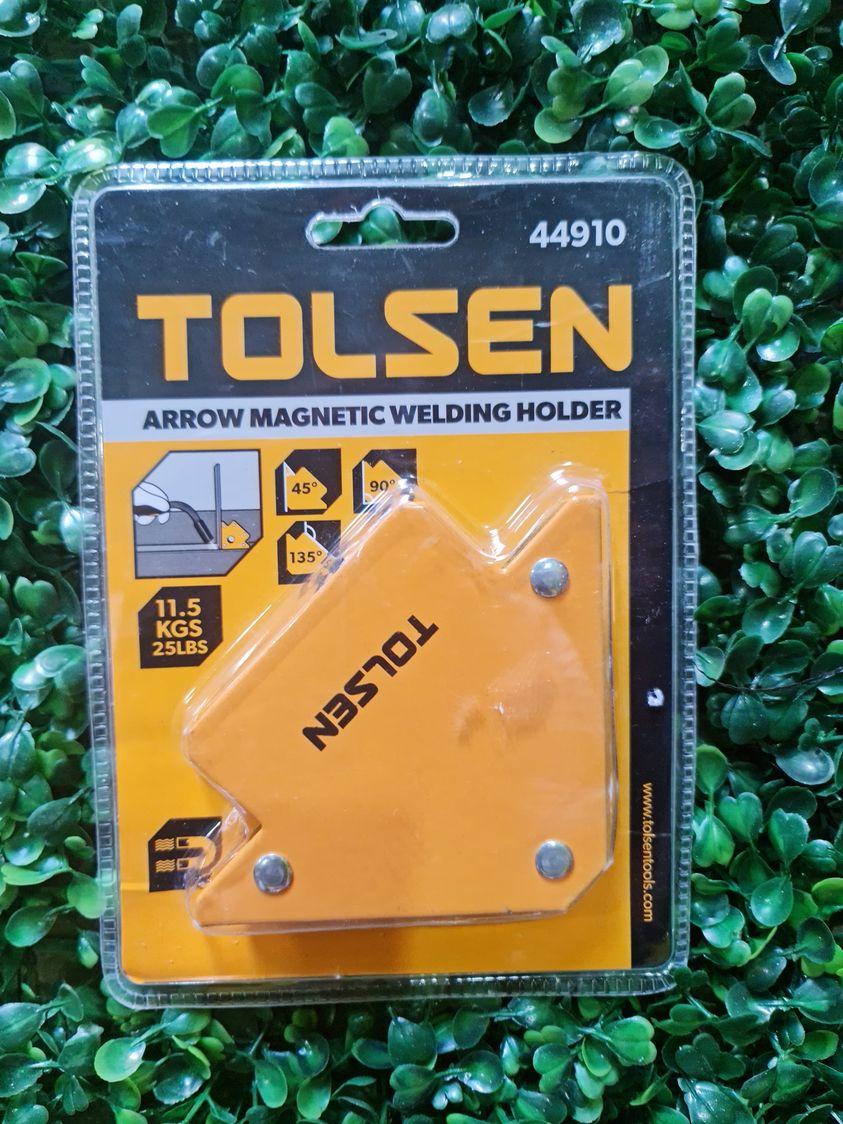 44910
TOLSEN
ARROW MAGNETIC WELDING HOLDER
45°
90°
135°
11.5
KGS
25LBS
TOLSEN
www.tolsentools.com